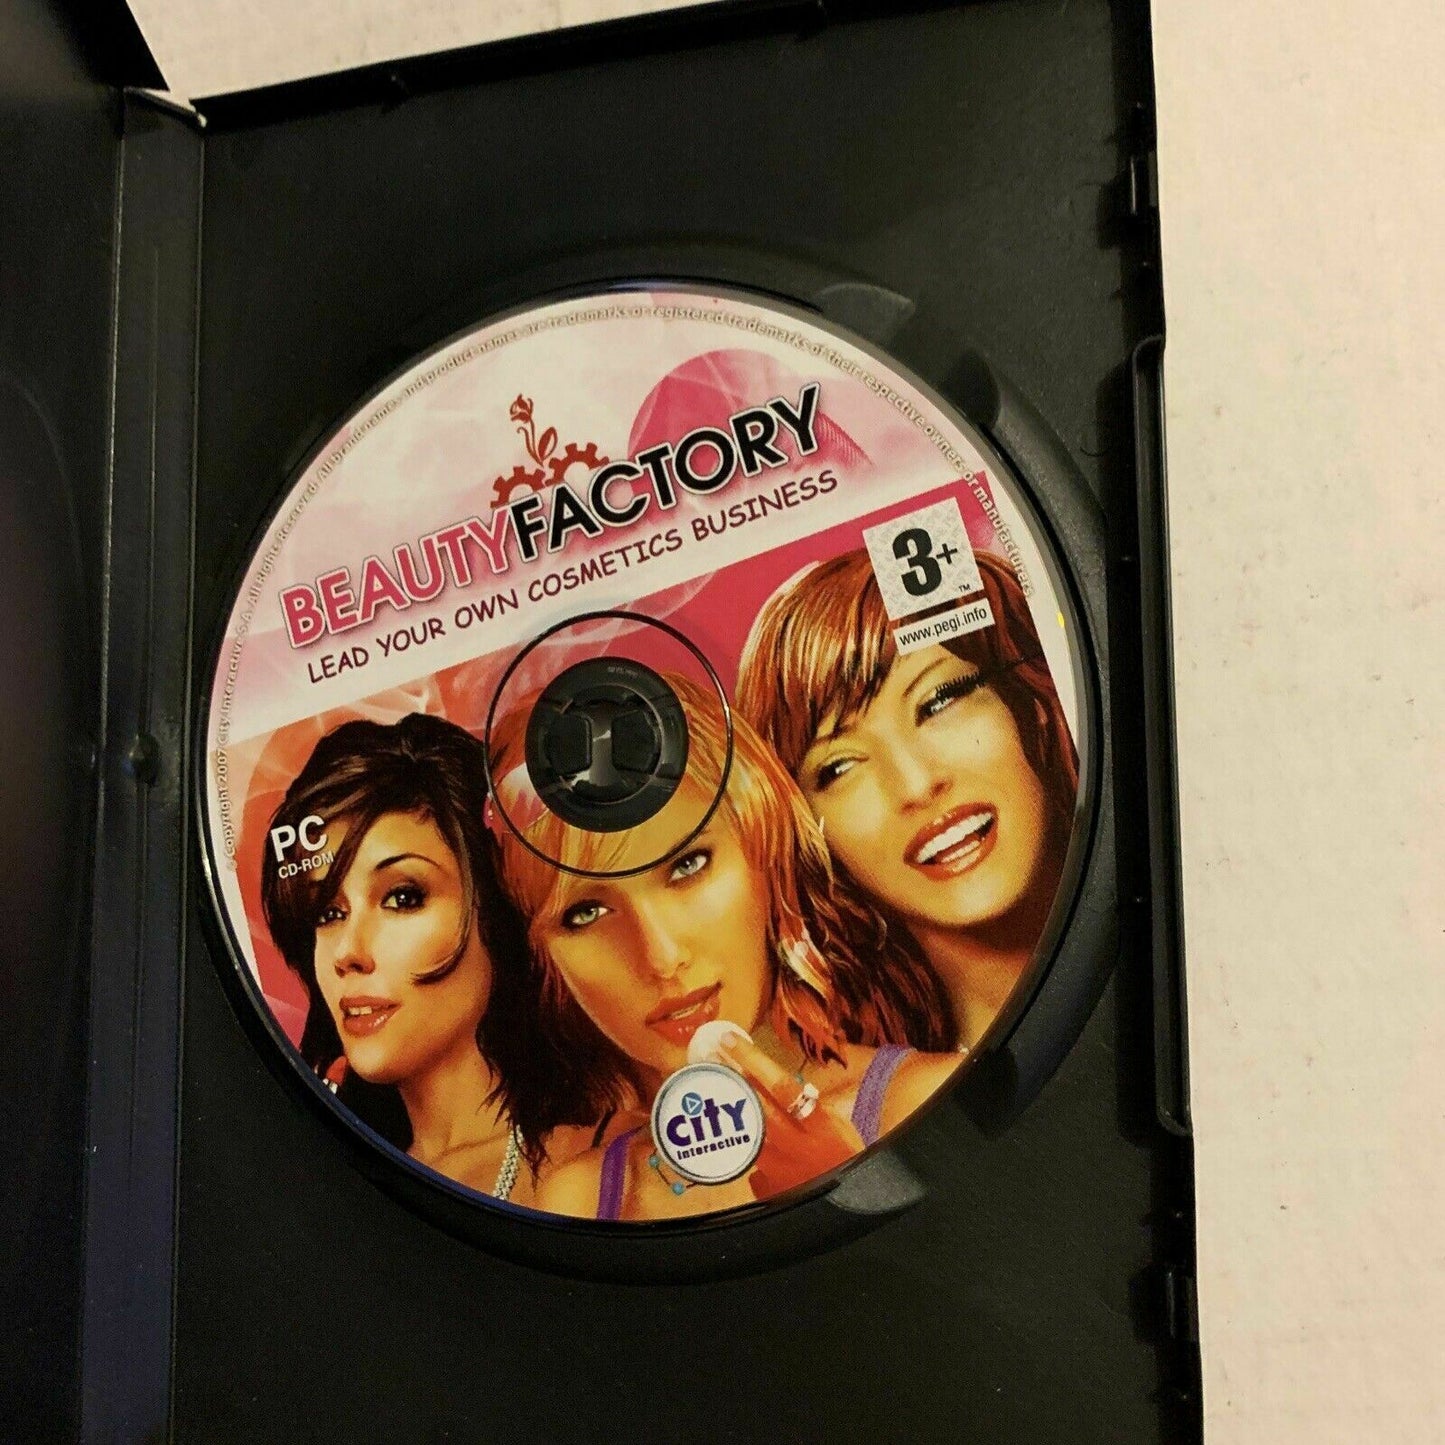 © Copyright 2007 City Interactive S.A. All Rights Reserved. All brand names, and product names are trademarks or registered trademarks of their respective owners or manufacturers
BEAUTYFACTORY
LEAD YOUR OWN COSMETICS BUSINESS
3+
™
www.pegi.info
PC
CD-ROM
CITY
interactive